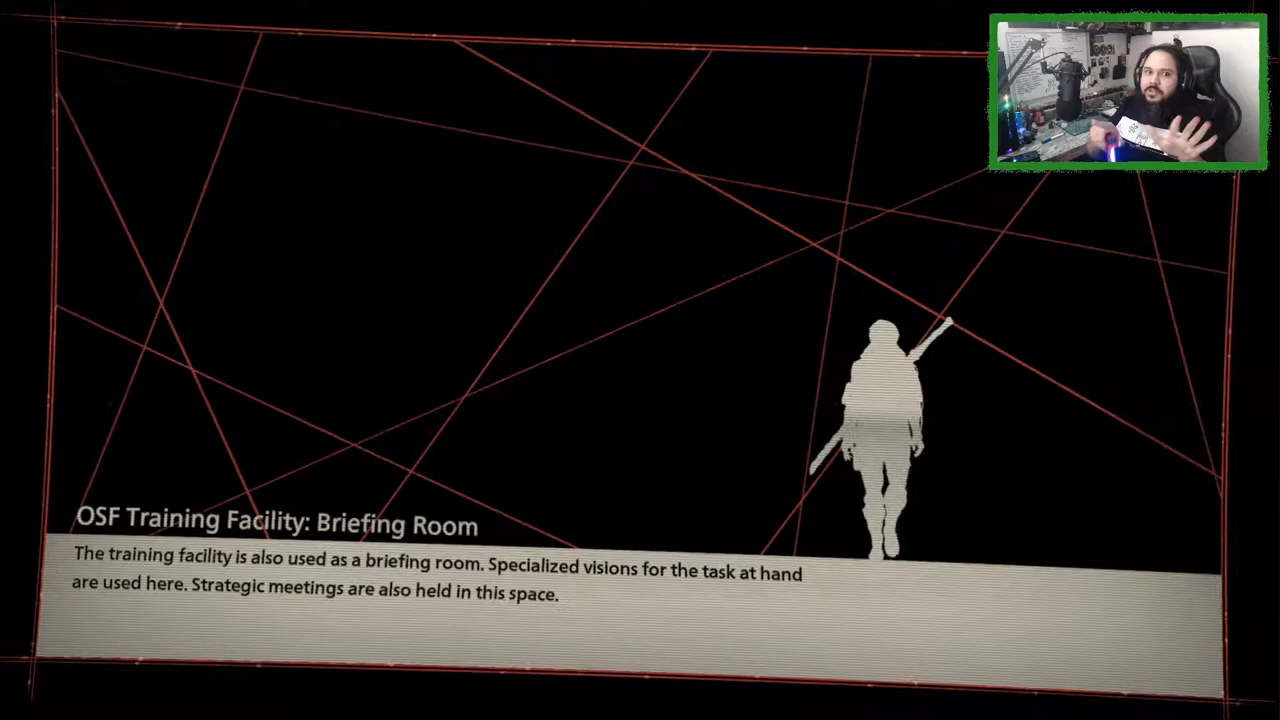 OSF Training Facility: Briefing Room
The training facility is also used as a briefing room. Specialized visions for the task at hand
are used here. Strategic meetings are also held in this space.